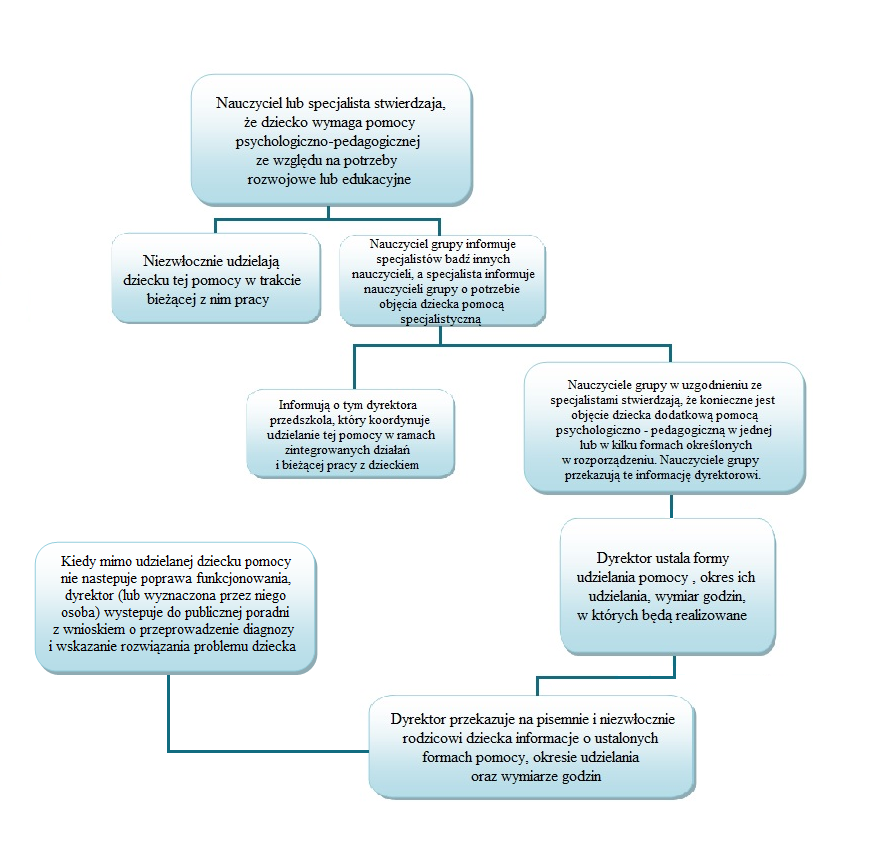 Nauczyciel lub specjalista stwierdzaja,
że dziecko wymaga pomocy
psychologiczno-pedagogicznej
ze względu na potrzeby
rozwojowe lub edukacyjne
Niezwłocznie udzielają
dziecku tej pomocy w trakcie
bieżącej z nim pracy
Nauczyciel grupy informuje
specjalistów badź innych
nauczycieli, a specjalista informuje
nauczycieli grupy o potrzebie
objęcia dziecka pomocą
specjalistyczną
Informują o tym dyrektora
przedszkola, który koordynuje
udzielanie tej pomocy w ramach
zintegrowanych działań
i bieżącej pracy z dzieckiem
Nauczyciele grupy w uzgodnieniu ze
specjalistami stwierdzają, że konieczne jest
objęcie dziecka dodatkową pomocą
psychologiczno - pedagogiczną w jednej
lub w kilku formach określonych
w rozporządzeniu. Nauczyciele grupy
przekazują te informację dyrektorowi.
Dyrektor ustala formy
udzielania pomocy , okres ich
udzielania, wymiar godzin,
w których będą realizowane
Kiedy mimo udzielanej dziecku pomocy
nie nastepuje poprawa funkcjonowania,
dyrektor (lub wyznaczona przez niego
osoba) wystepuje do publicznej poradni
z wnioskiem o przeprowadzenie diagnozy
i wskazanie rozwiązania problemu dziecka
Dyrektor przekazuje na pisemnie i niezwłocznie
rodzicowi dziecka informacje o ustalonych
formach pomocy, okresie udzielania
oraz wymiarze godzin